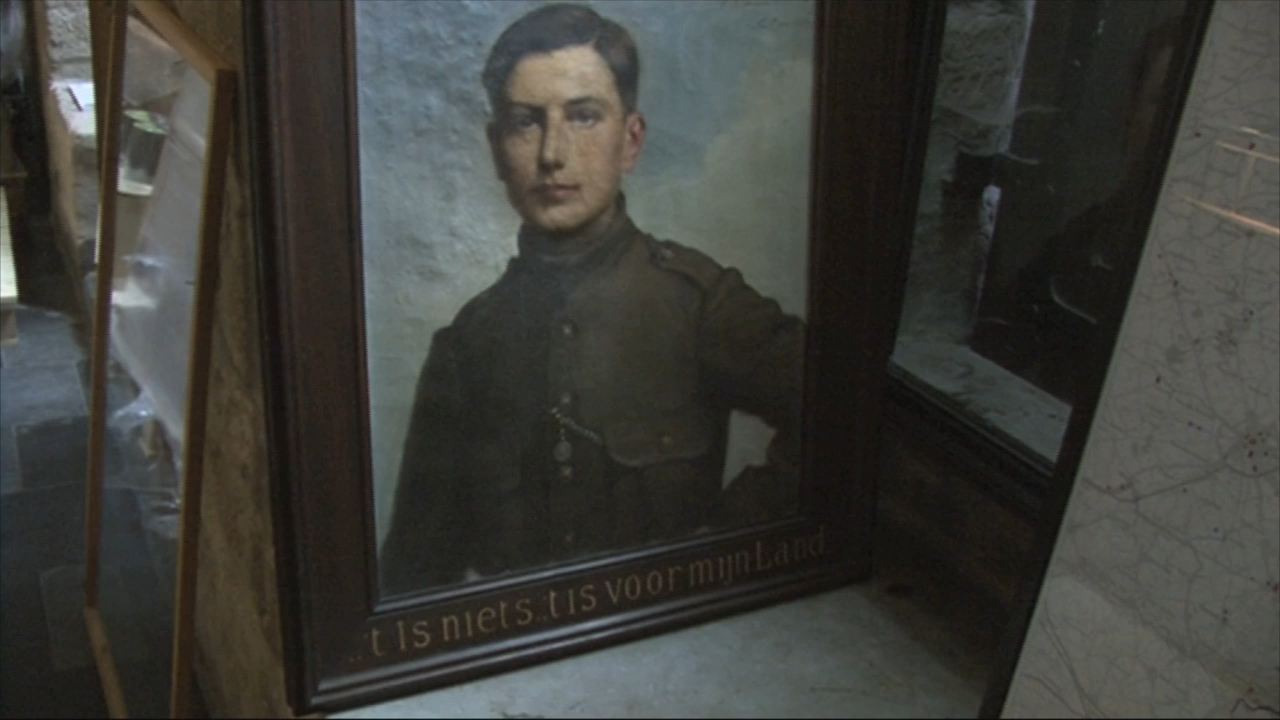 „t is niets..t is voor mijn Land.